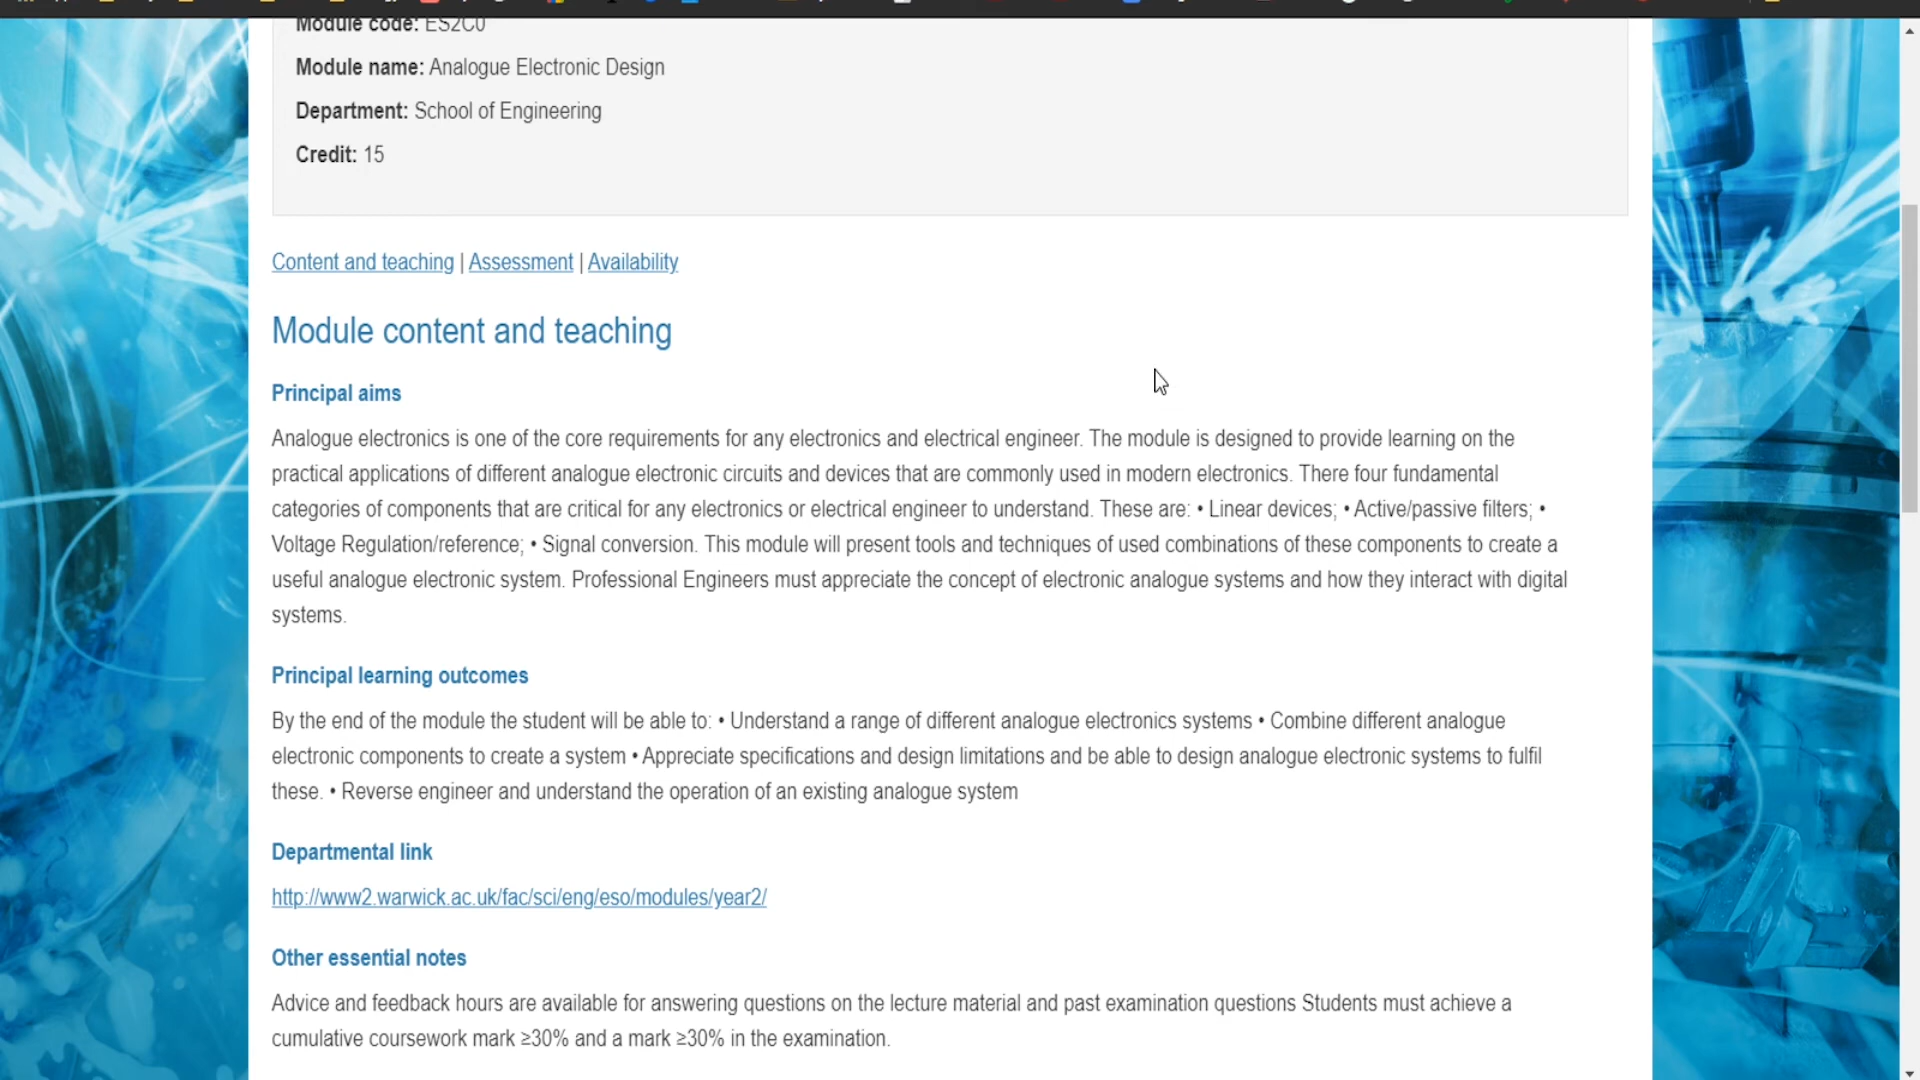 Module code: ES2C0
Module name: Analogue Electronic Design
Department: School of Engineering
Credit: 15
Content and teaching | Assessment | Availability
Module content and teaching
Principal aims
Analogue electronics is one of the core requirements for any electronics and electrical engineer. The module is designed to provide learning on the
practical applications of different analogue electronic circuits and devices that are commonly used in modern electronics. There four fundamental
categories of components that are critical for any electronics or electrical engineer to understand. These are: • Linear devices; • Active/passive filters; •
Voltage Regulation/reference; • Signal conversion. This module will present tools and techniques of used combinations of these components to create a
useful analogue electronic system. Professional Engineers must appreciate the concept of electronic analogue systems and how they interact with digital
systems.
Principal learning outcomes
By the end of the module the student will be able to: • Understand a range of different analogue electronics systems • Combine different analogue
electronic components to create a system • Appreciate specifications and design limitations and be able to design analogue electronic systems to fulfil
these. • Reverse engineer and understand the operation of an existing analogue system
Departmental link
http://www2.warwick.ac.uk/fac/sci/eng/eso/modules/year2/
Other essential notes
Advice and feedback hours are available for answering questions on the lecture material and past examination questions Students must achieve a
cumulative coursework mark ≥30% and a mark ≥30% in the examination.